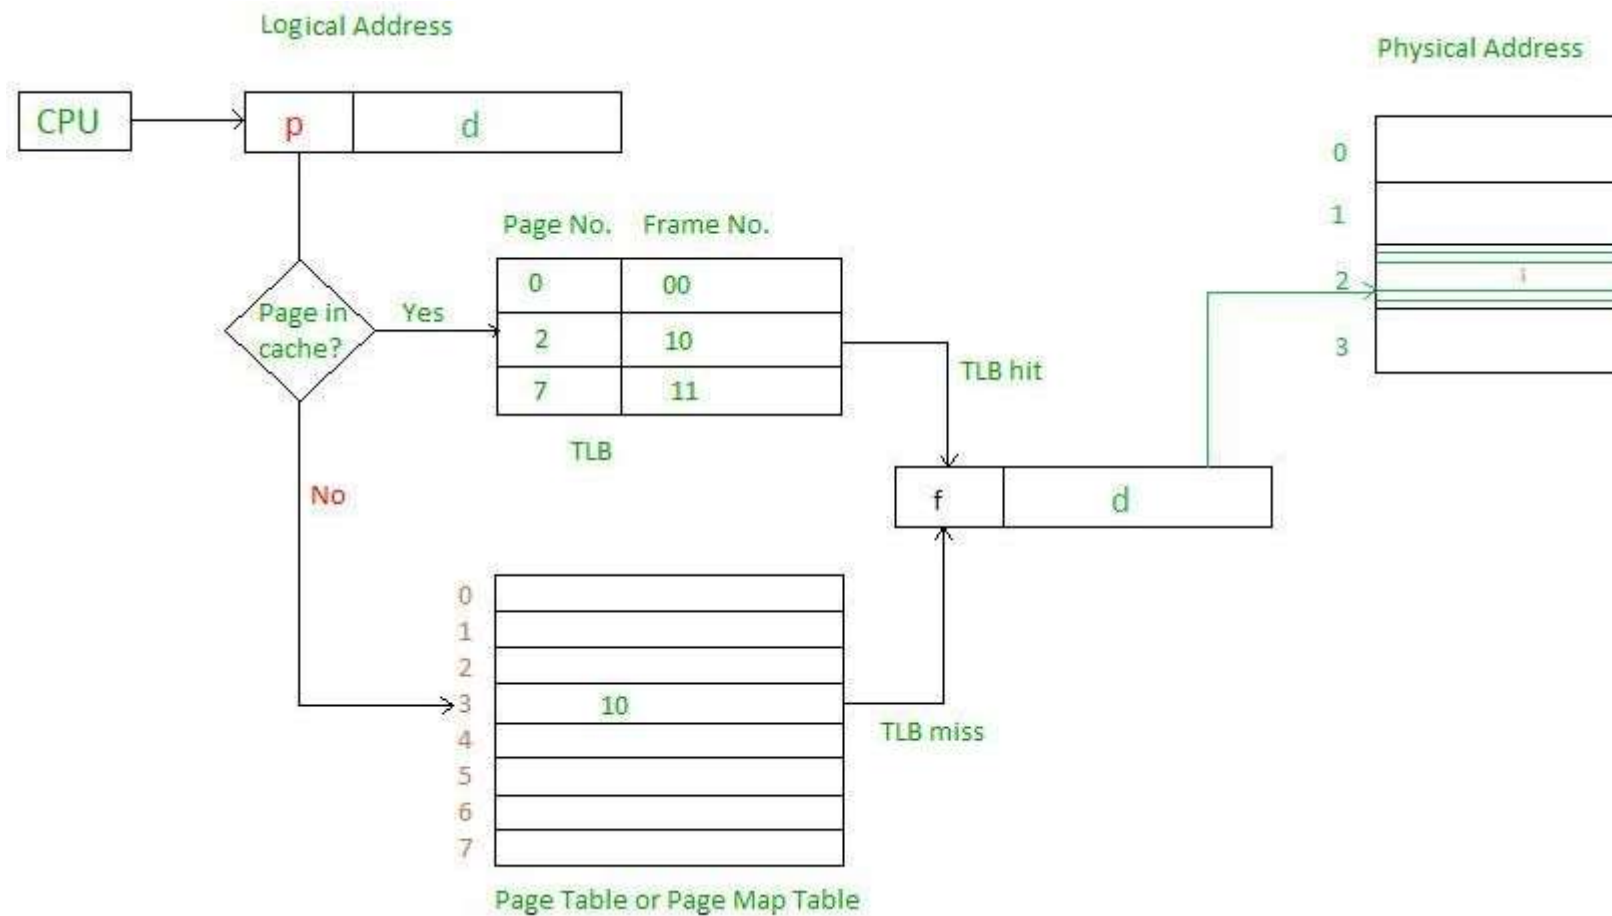 Logical Address
Physical Address
CPU
p d
Page No. Frame No.
0 00
2 10
7 11
TLB
Page in
cache?
Yes
No
TLB hit
f d
0
1
2 i
3
0
1
2
3 10
4
5
6
7
TLB miss
Page Table or Page Map Table